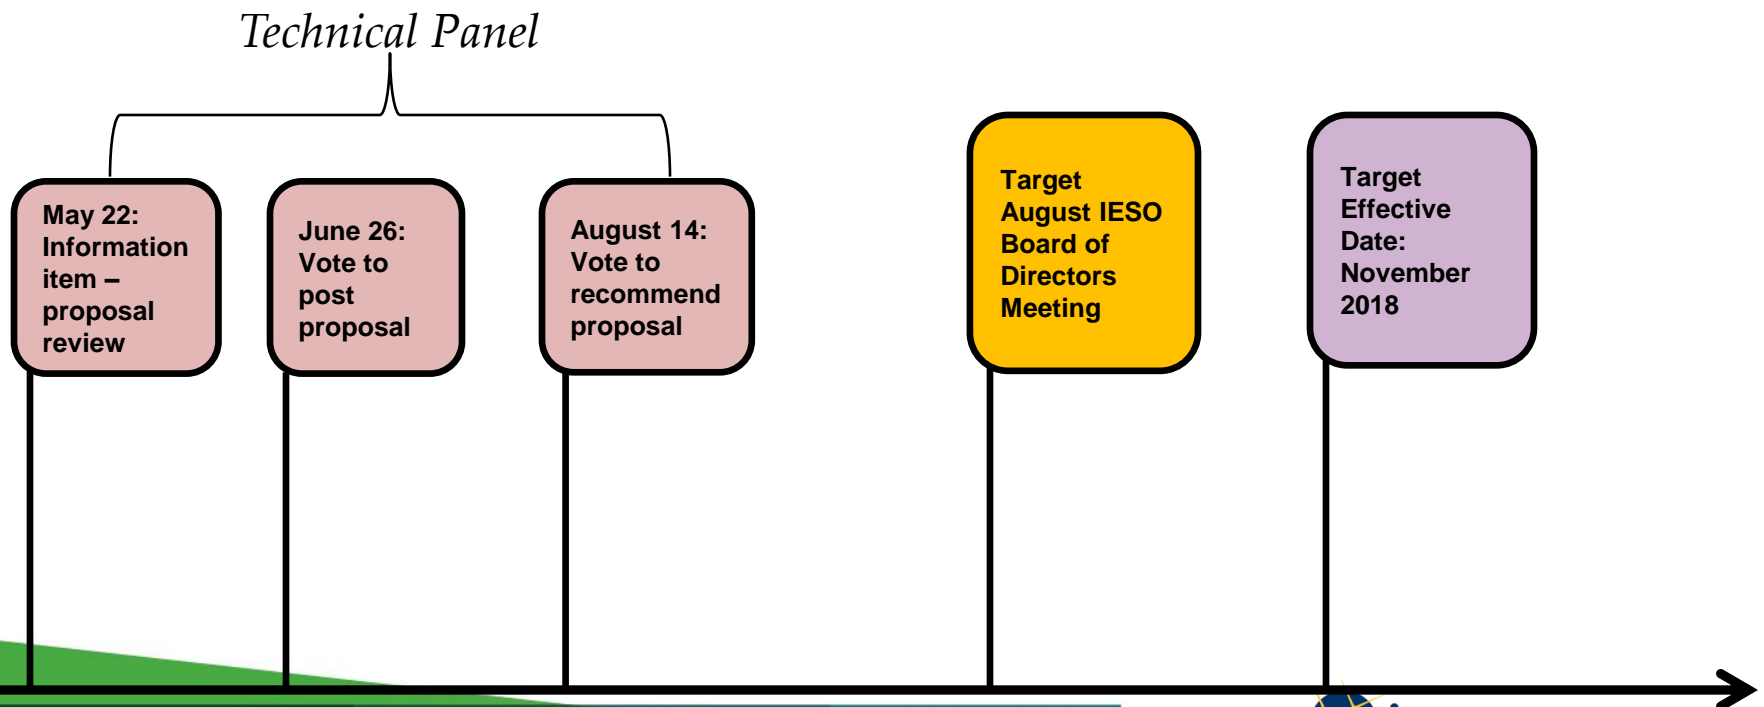 Technical Panel
May 22:
Information
item –
proposal
review
June 26:
Vote to
post
proposal
August 14:
Vote to
recommend
proposal
Target
August IESO
Board of
Directors
Meeting
Target
Effective
Date:
November
2018